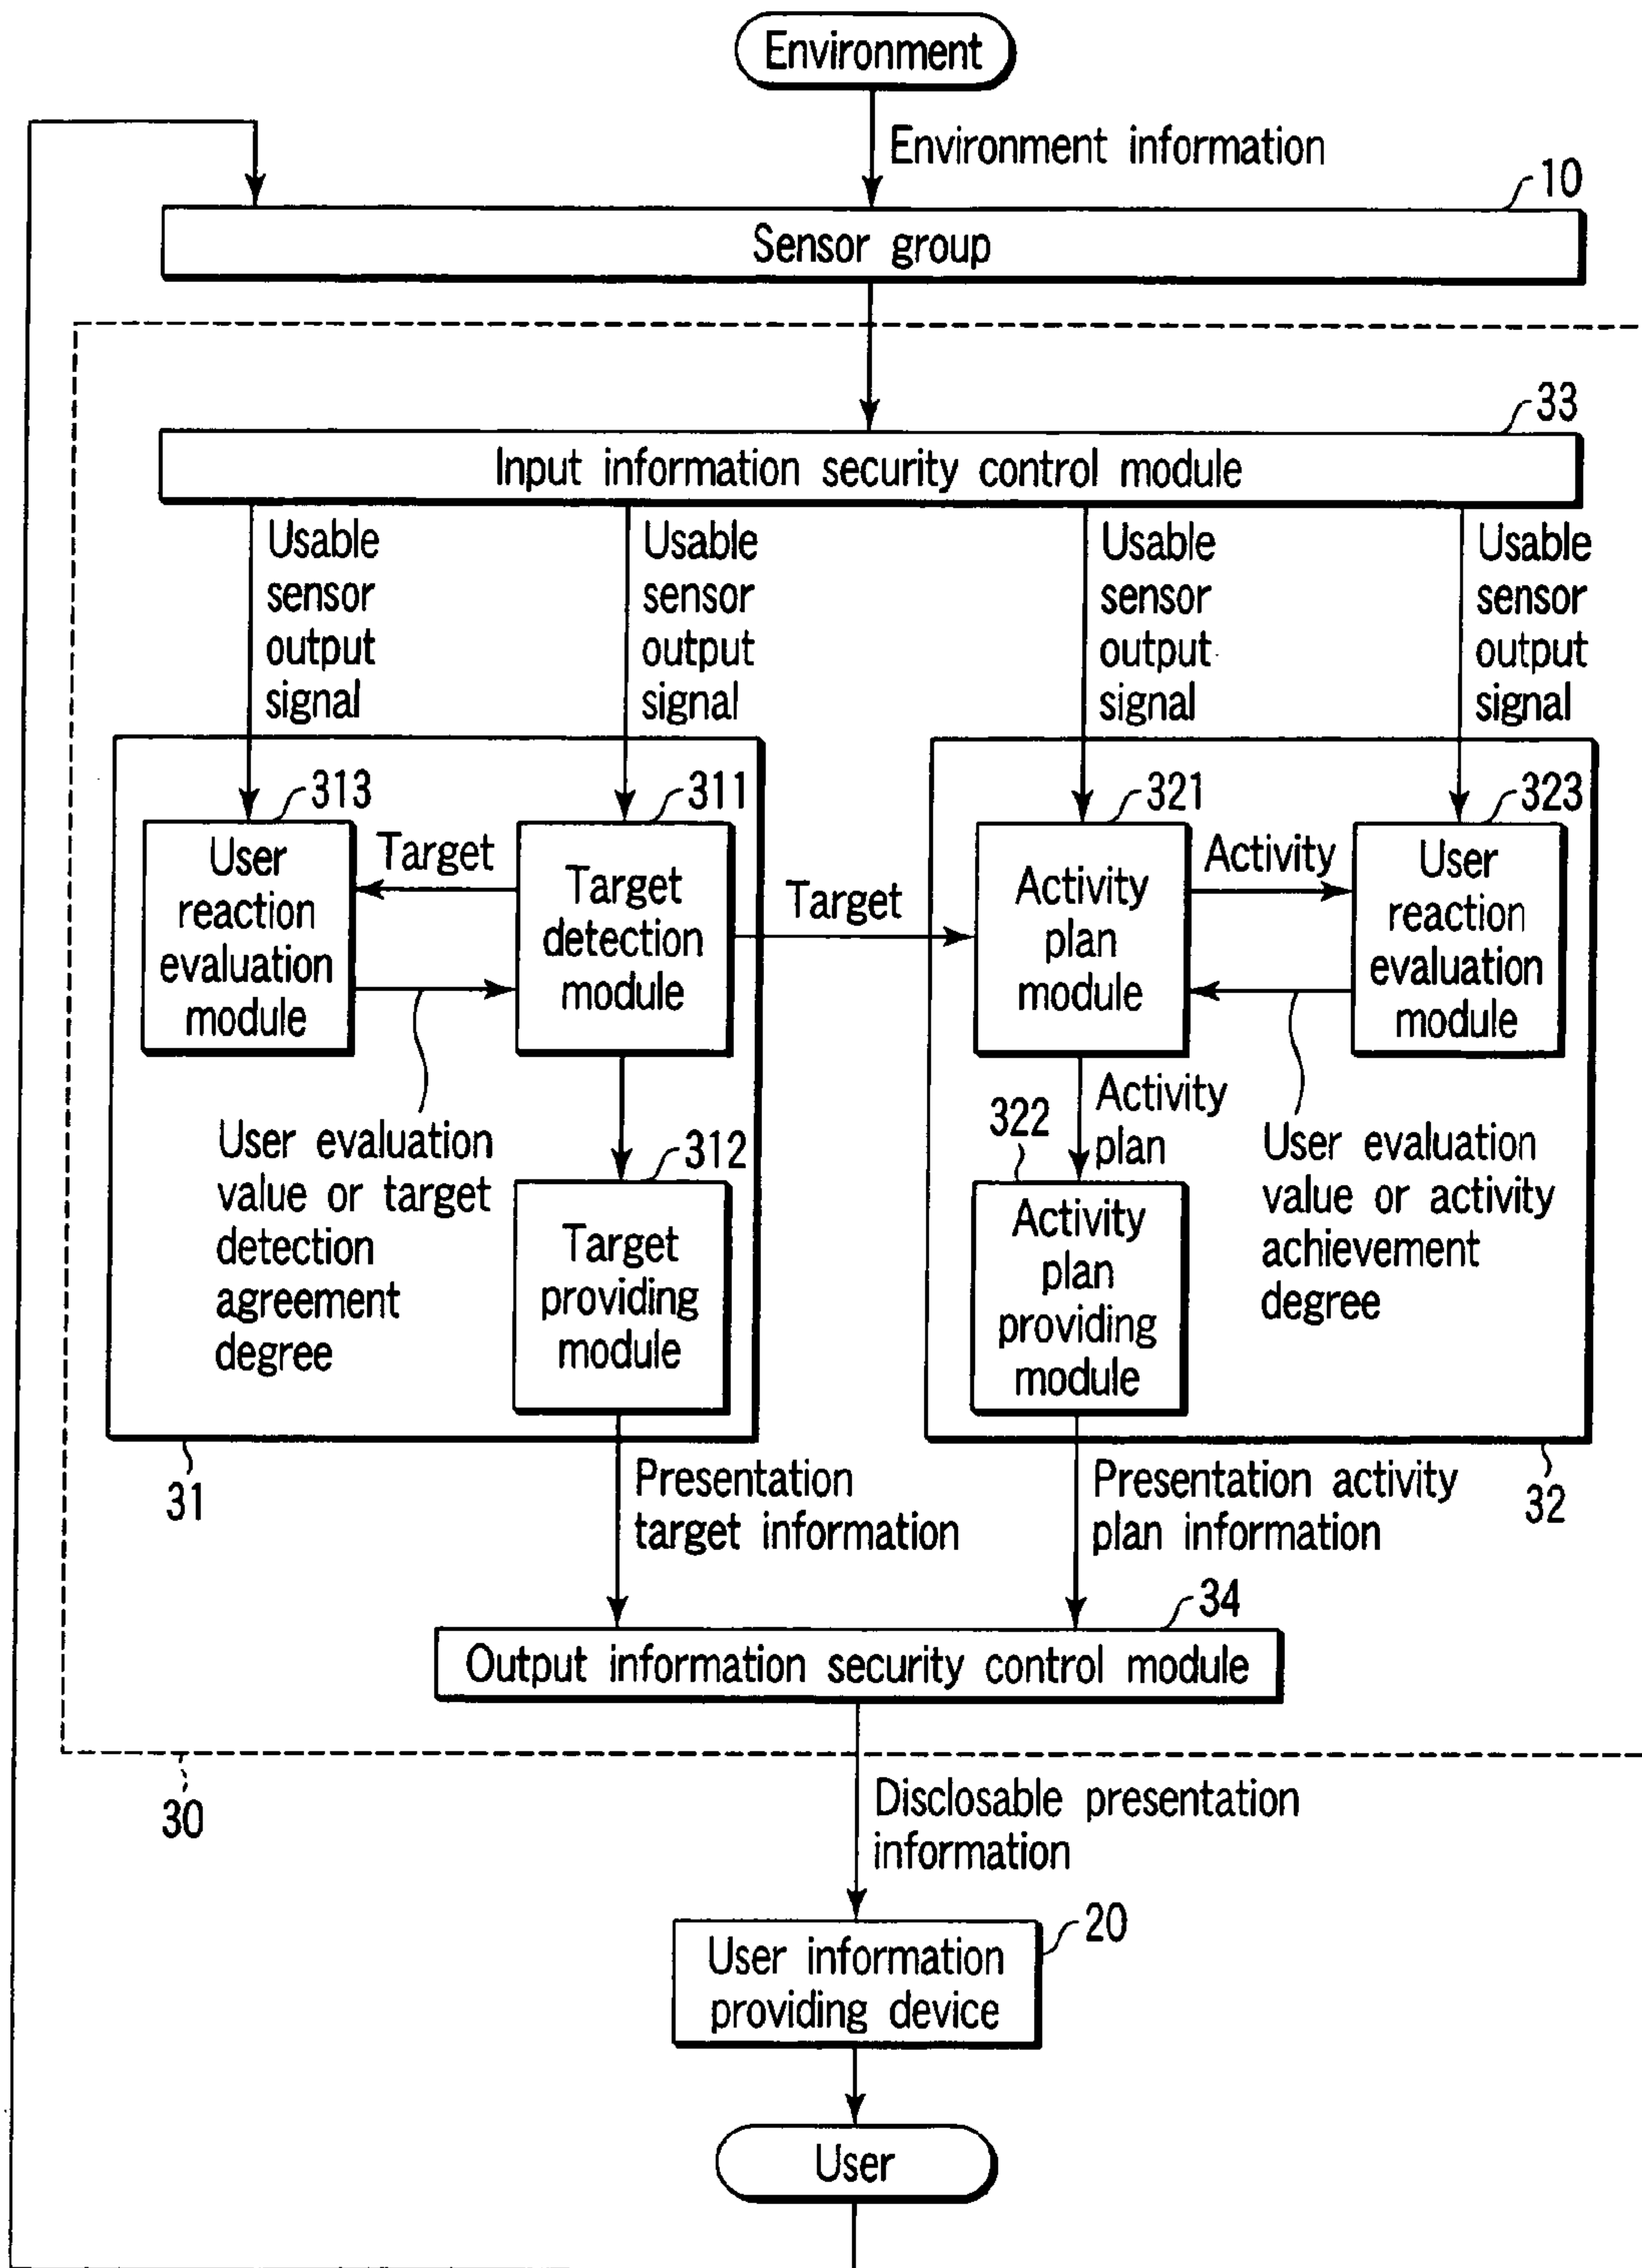 Environment
Environment information
10
Sensor group
33
Input information security control module
Usable
sensor
output
signal
Usable
sensor
output
signal
Usable
sensor
output
signal
Usable
sensor
output
signal
313
311
321
323
User
reaction
evaluation
module
Target
Target
detection
module
Target
Activity
plan
module
Activity
User
reaction
evaluation
module
User evaluation
value or target
detection
agreement
degree
312
Target
providing
module
322
Activity
plan
Activity
plan
providing
module
User evaluation
value or activity
achievement
degree
31
Presentation
target information
Presentation activity
plan information
32
34
Output information security control module
30
Disclosable presentation
information
20
User information
providing device
User